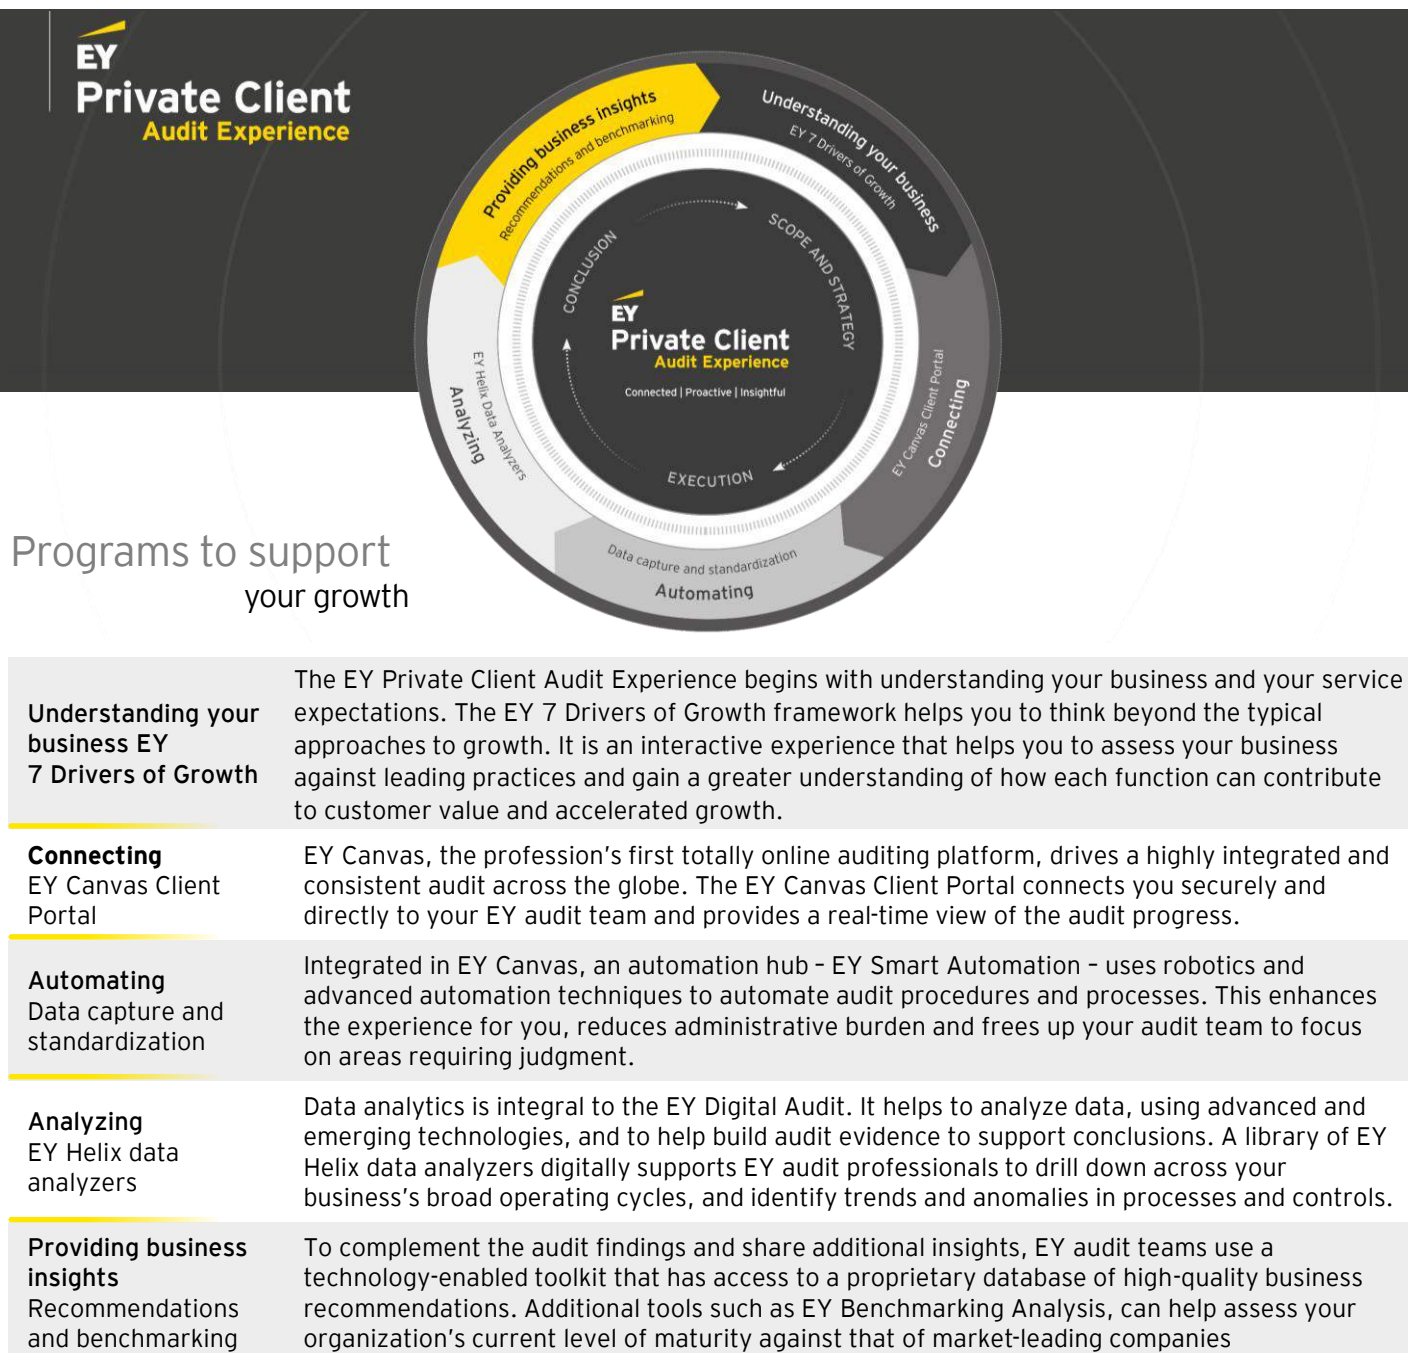 EY
Private Client
Audit Experience
Providing business insights
Recommendations and benchmarking
Understanding your business
EY 7 Drivers of Growth
Connecting
EY Canvas Client Portal
Data capture and standardization
Automating
EY Helix Data Analyzers
Analyzing
CONCLUSION
SCOPE AND STRATEGY
EXECUTION
EY
Private Client
Audit Experience
Connected | Proactive | Insightful
Programs to support
your growth
Understanding your
business EY
7 Drivers of Growth
The EY Private Client Audit Experience begins with understanding your business and your service
expectations. The EY 7 Drivers of Growth framework helps you to think beyond the typical
approaches to growth. It is an interactive experience that helps you to assess your business
against leading practices and gain a greater understanding of how each function can contribute
to customer value and accelerated growth.
Connecting
EY Canvas Client
Portal
EY Canvas, the profession’s first totally online auditing platform, drives a highly integrated and
consistent audit across the globe. The EY Canvas Client Portal connects you securely and
directly to your EY audit team and provides a real-time view of the audit progress.
Automating
Data capture and
standardization
Integrated in EY Canvas, an automation hub – EY Smart Automation – uses robotics and
advanced automation techniques to automate audit procedures and processes. This enhances
the experience for you, reduces administrative burden and frees up your audit team to focus
on areas requiring judgment.
Analyzing
EY Helix data
analyzers
Data analytics is integral to the EY Digital Audit. It helps to analyze data, using advanced and
emerging technologies, and to help build audit evidence to support conclusions. A library of EY
Helix data analyzers digitally supports EY audit professionals to drill down across your
business’s broad operating cycles, and identify trends and anomalies in processes and controls.
Providing business
insights
Recommendations
and benchmarking
To complement the audit findings and share additional insights, EY audit teams use a
technology-enabled toolkit that has access to a proprietary database of high-quality business
recommendations. Additional tools such as EY Benchmarking Analysis, can help assess your
organization’s current level of maturity against that of market-leading companies